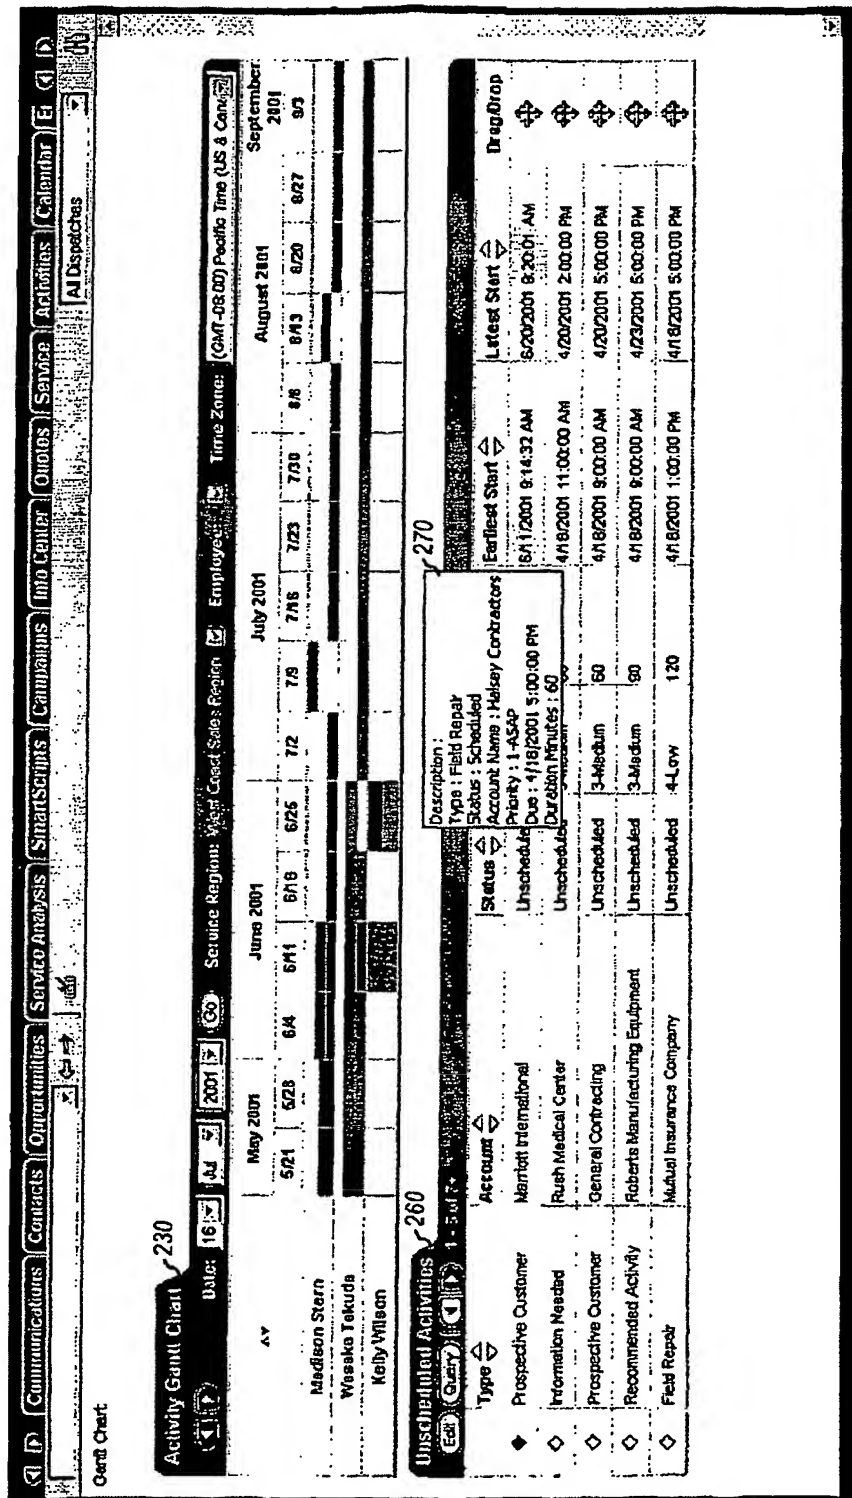 Communications Contacts Opportunities Service Analysis SmartScripts Campaigns Info Center Quotes Service Activities Calendar
All Dispatches
Gantt Chart
Activity Gantt Chart 230
Date: 16 Jul 2001 Go Service Region: West Coast Sales Region Employee: Time Zone: (GMT-08:00) Pacific Time (US & Cana
May 2001 June 2001 July 2001 August 2001 September 2001
5/21 5/28 6/4 6/11 6/18 6/25 7/2 7/9 7/16 7/23 7/30 8/6 8/13 8/20 8/27 9/3
Madison Stern
Wasaka Takuda
Kelly Wilson
Unscheduled Activities 260
Edit Query
Type Account Status Earliest Start Latest Start Drag/Drop
Prospective Customer Marriott International Unschedule 6/11/2001 9:14:32 AM 6/20/2001 8:20:01 AM
Information Needed Rush Medical Center Unscheduled 4/18/2001 11:00:00 AM 4/20/2001 2:00:00 PM
Prospective Customer General Contracting Unscheduled 3-Medium 60 4/18/2001 9:00:00 AM 4/20/2001 5:00:00 PM
Recommended Activity Roberts Manufacturing Equipment Unscheduled 3-Medium 90 4/18/2001 9:00:00 AM 4/23/2001 5:00:00 PM
Field Repair Mutual Insurance Company Unscheduled 4-Low 120 4/18/2001 1:00:00 PM 4/18/2001 5:00:00 PM
270
Description :
Type : Field Repair
Status : Scheduled
Account Name : Halsey Contractors
Priority : 1-ASAP
Due : 4/18/2001 5:00:00 PM
Duration Minutes : 60